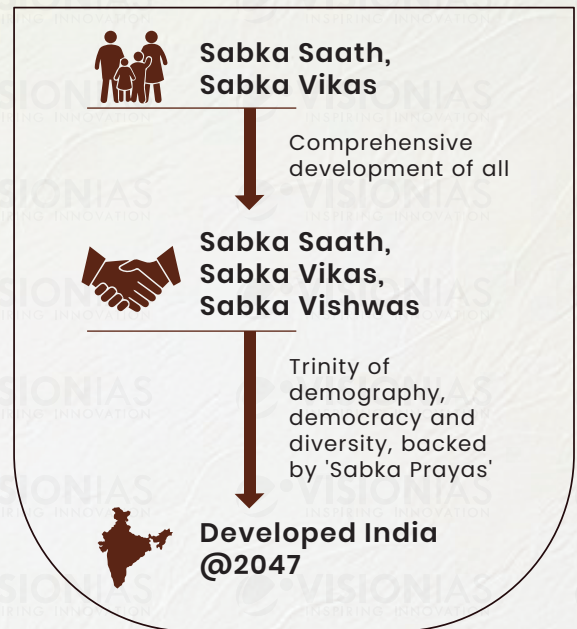 Sabka Saath,
Sabka Vikas
Comprehensive
development of all
Sabka Saath,
Sabka Vikas,
Sabka Vishwas
Trinity of
demography,
democracy and
diversity, backed
by 'Sabka Prayas'
Developed India
@2047